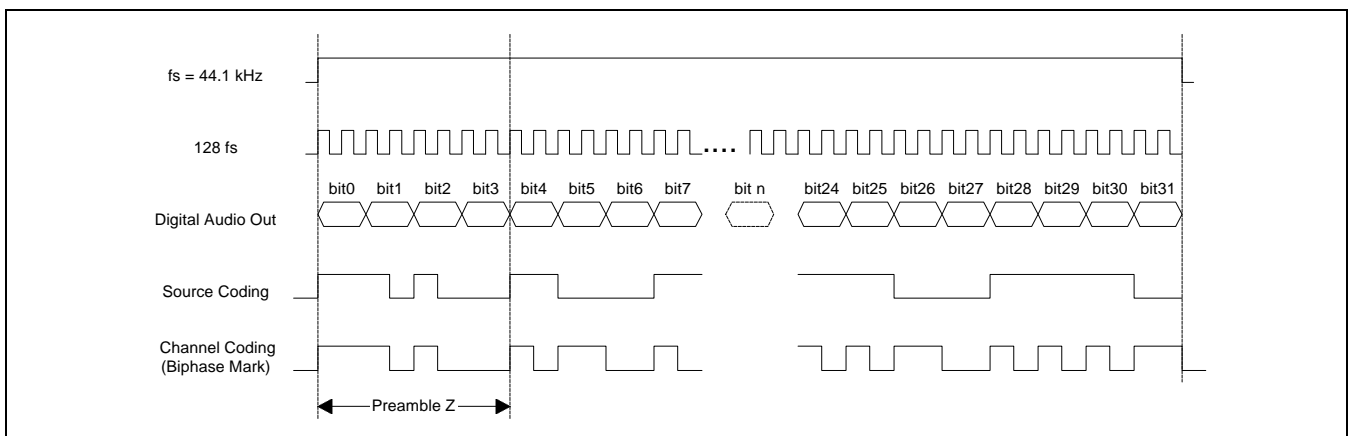 fs = 44.1 kHz
128 fs
....
bit0 bit1 bit2 bit3 bit4 bit5 bit6 bit7 bit n bit24 bit25 bit26 bit27 bit28 bit29 bit30 bit31
Digital Audio Out
Source Coding
Channel Coding
(Biphase Mark)
Preamble Z